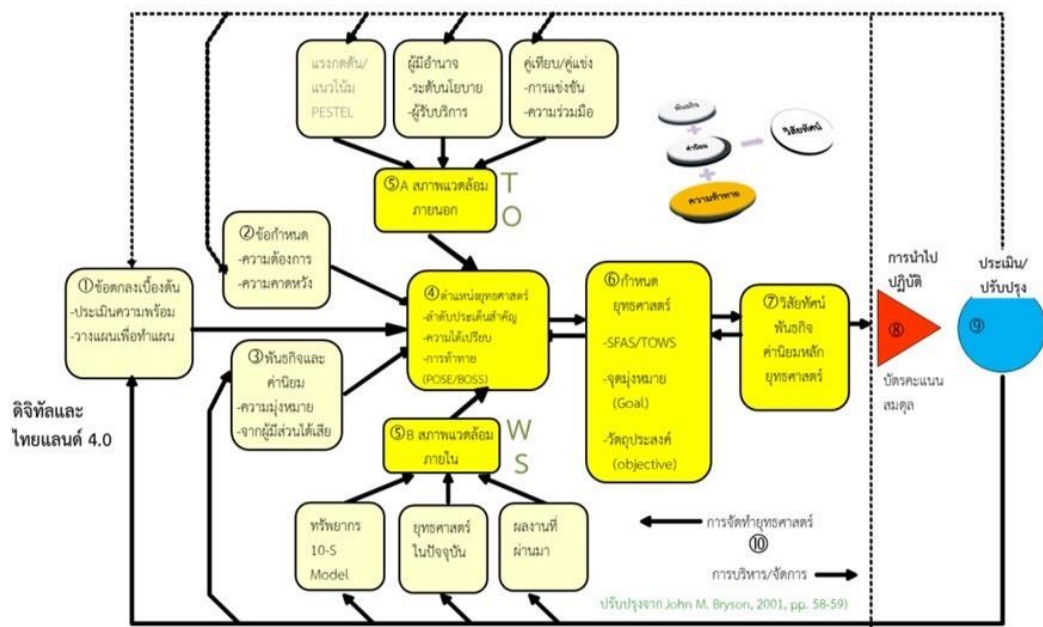 แรงกดดัน/
แนวโน้ม
PESTEL
ผู้มีอำนาจ
-ระดับนโยบาย
-ผู้รับบริการ
คู่เทียบ/คู่แข่ง
-การแข่งขัน
-ความร่วมมือ
พันธกิจ
+
ค่านิยม
+
ความท้าทาย
วิสัยทัศน์
⑤A สภาพแวดล้อม
ภายนอก
T
O
②ข้อกำหนด
-ความต้องการ
-ความคาดหวัง
①ข้อตกลงเบื้องต้น
-ประเมินความพร้อม
-วางแผนเพื่อทำแผน
③พันธกิจและ
ค่านิยม
-ความมุ่งหมาย
-จากผู้มีส่วนได้เสีย
④ตำแหน่งยุทธศาสตร์
-ลำดับประเด็นสำคัญ
-ความได้เปรียบ
-การท้าทาย
(POSE/BOSS)
⑥กำหนด
ยุทธศาสตร์
-SFAS/TOWS
-จุดมุ่งหมาย
(Goal)
-วัตถุประสงค์
(objective)
⑦วิสัยทัศน์
พันธกิจ
ค่านิยมหลัก
ยุทธศาสตร์
การนำไป
ปฏิบัติ
⑧
บัตรคะแนน
สมดุล
ประเมิน/
ปรับปรุง
⑨
ดิจิทัลและ
ไทยแลนด์ 4.0
⑤B สภาพแวดล้อม
ภายใน
W
S
ทรัพยากร
10-S
Model
ยุทธศาสตร์
ในปัจจุบัน
ผลงานที่
ผ่านมา
การจัดทำยุทธศาสตร์
⑩
การบริหาร/จัดการ
ปรับปรุงจาก John M. Bryson, 2001, pp. 58-59)